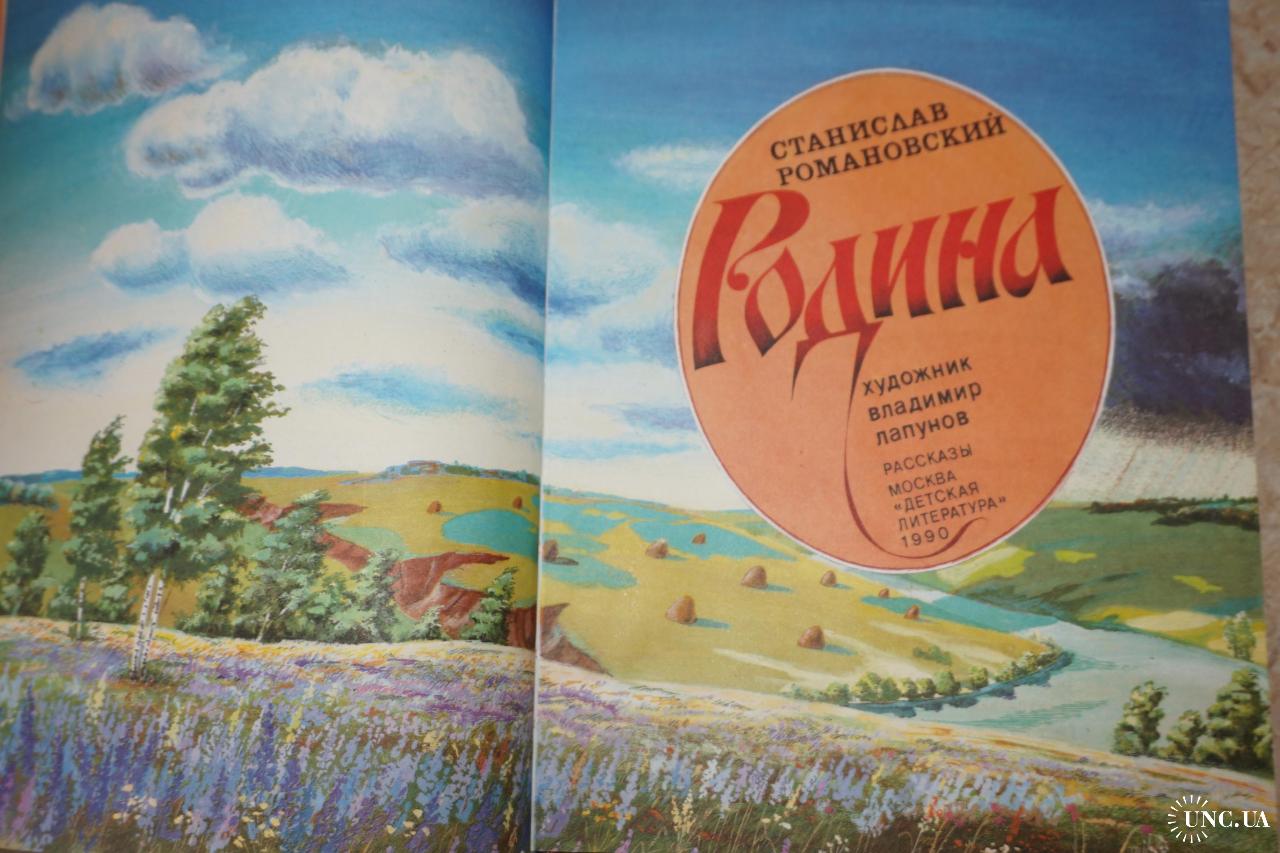 СТАНИСЛАВ
РОМАНОВСКИЙ
Родина
ХУДОЖНИК
ВЛАДИМИР
ЛАПУНОВ
РАССКАЗЫ
МОСКВА
«ДЕТСКАЯ
ЛИТЕРАТУРА»
1990
UNC.UA